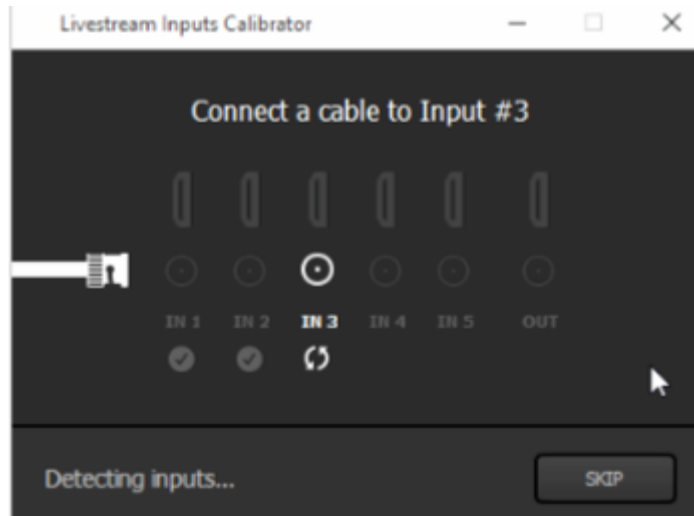 Livestream Inputs Calibrator
Connect a cable to Input #3
IN 1 IN 2 IN 3 IN 4 IN 5 OUT
Detecting inputs... SKIP